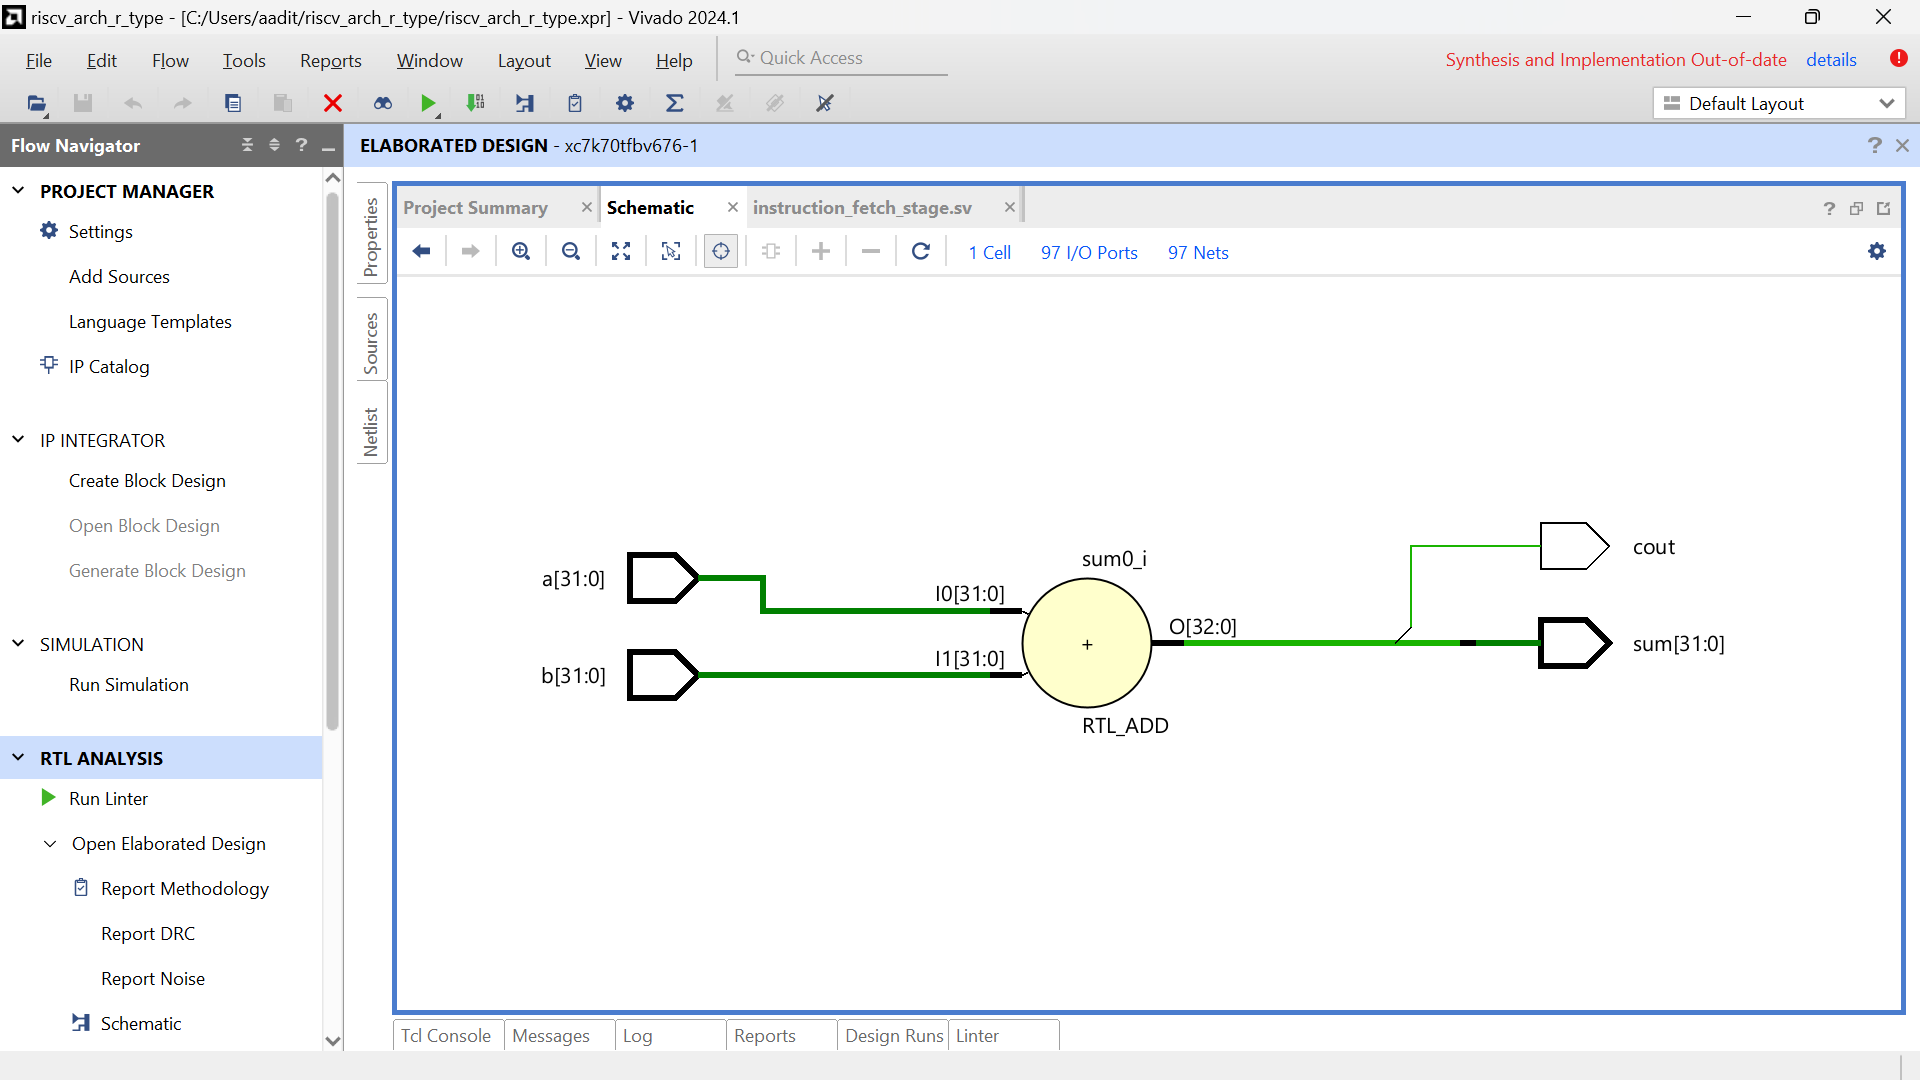 riscv_arch_r_type - [C:/Users/aadit/riscv_arch_r_type/riscv_arch_r_type.xpr] - Vivado 2024.1
File Edit Flow Tools Reports Window Layout View Help Quick Access Synthesis and Implementation Out-of-date details
Default Layout
Flow Navigator
ELABORATED DESIGN - xc7k70tfbv676-1
PROJECT MANAGER
Settings
Add Sources
Language Templates
IP Catalog
IP INTEGRATOR
Create Block Design
Open Block Design
Generate Block Design
SIMULATION
Run Simulation
RTL ANALYSIS
Run Linter
Open Elaborated Design
Report Methodology
Report DRC
Report Noise
Schematic
Properties
Sources
Netlist
Project Summary Schematic instruction_fetch_stage.sv
1 Cell 97 I/O Ports 97 Nets
a[31:0]
b[31:0]
I0[31:0]
I1[31:0]
sum0_i
+
RTL_ADD
O[32:0]
cout
sum[31:0]
Tcl Console Messages Log Reports Design Runs Linter